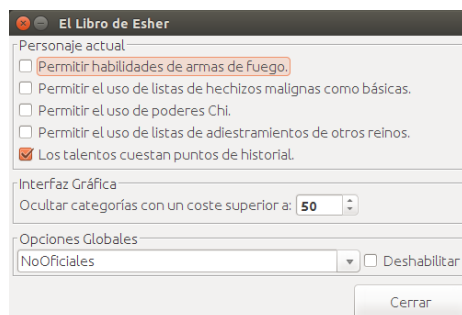 El Libro de Esher
Personaje actual
Permitir habilidades de armas de fuego.
Permitir el uso de listas de hechizos malignas como básicas.
Permitir el uso de poderes Chi.
Permitir el uso de listas de adiestramientos de otros reinos.
Los talentos cuestan puntos de historial.
Interfaz Gráfica
Ocultar categorías con un coste superior a: 50
Opciones Globales
NoOficiales Deshabilitar
Cerrar